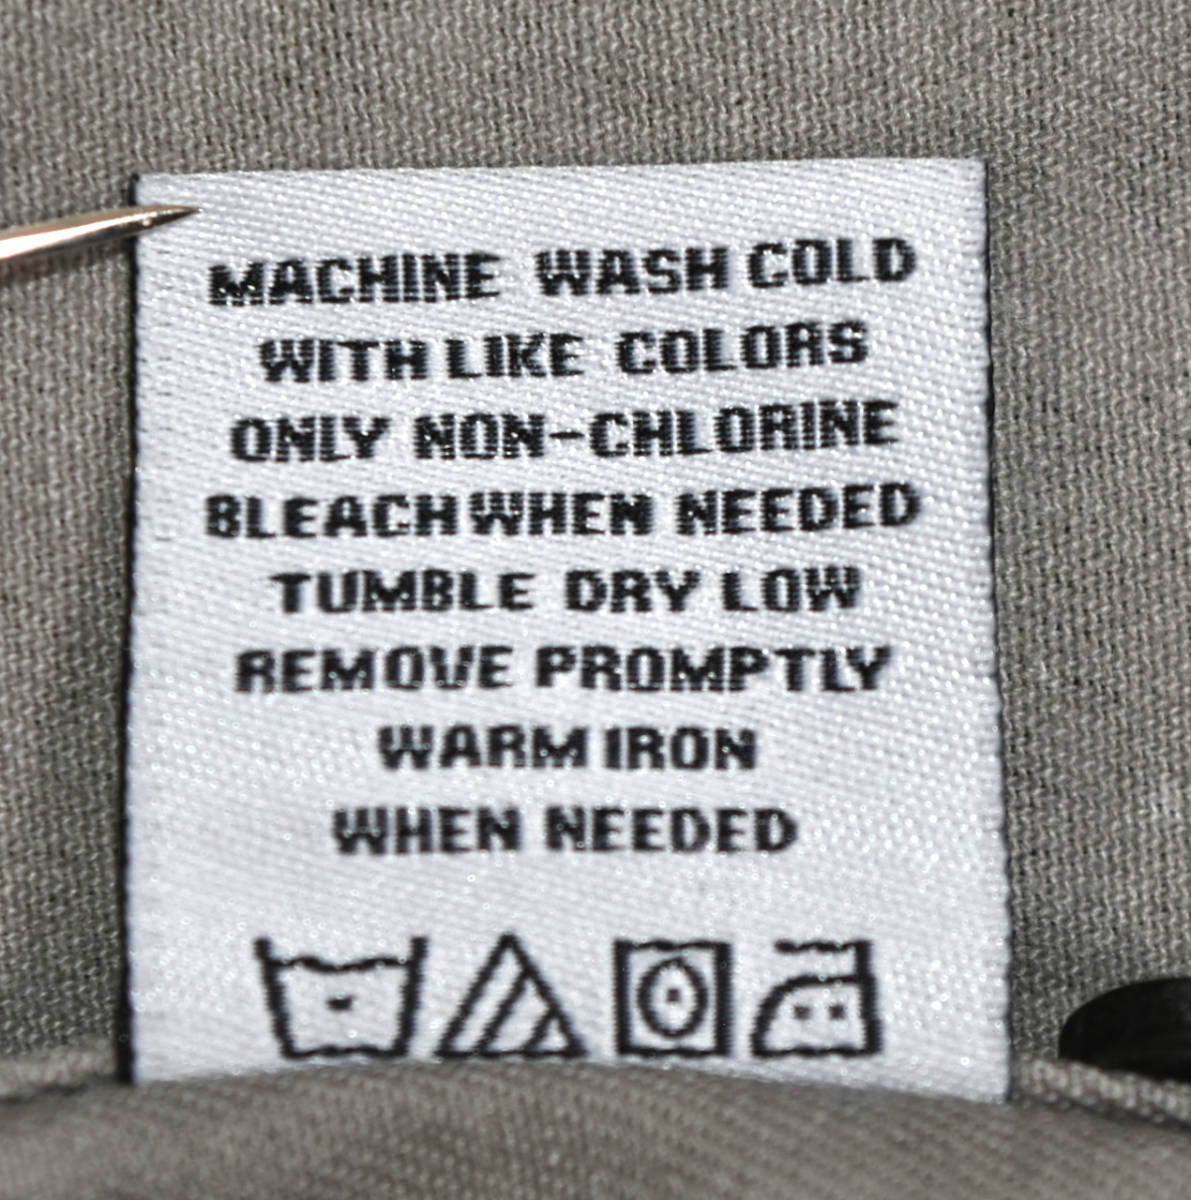 MACHINE WASH COLD
WITH LIKE COLORS
ONLY NON-CHLORINE
BLEACH WHEN NEEDED
TUMBLE DRY LOW
REMOVE PROMPTLY
WARM IRON
WHEN NEEDED